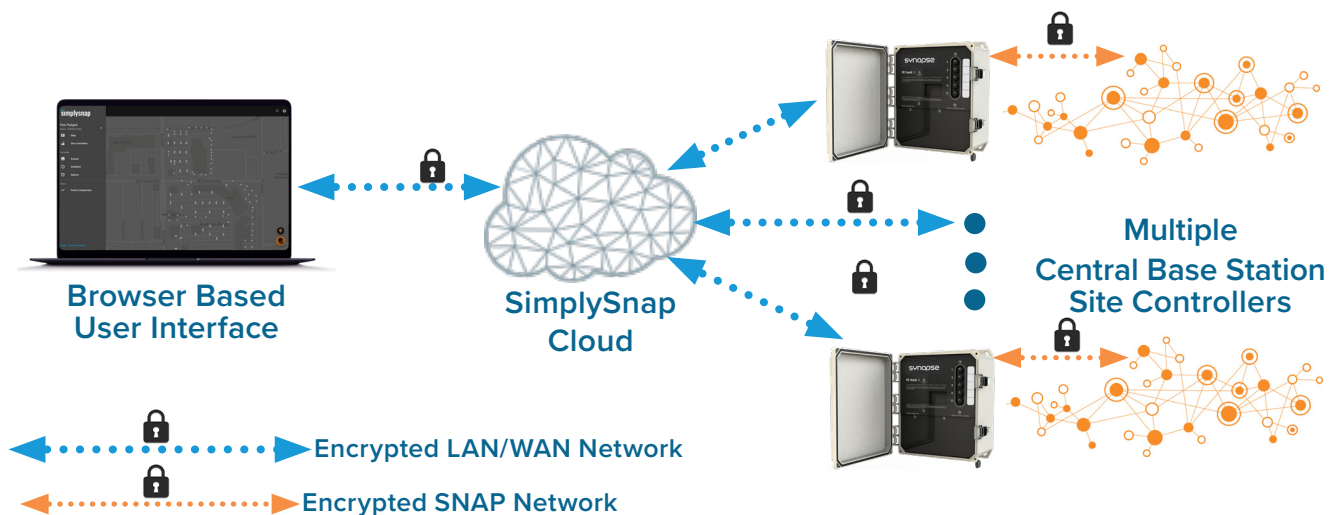 simplysnap
synapse
Browser Based
User Interface
SimplySnap
Cloud
Multiple
Central Base Station
Site Controllers
synapse
Encrypted LAN/WAN Network
Encrypted SNAP Network